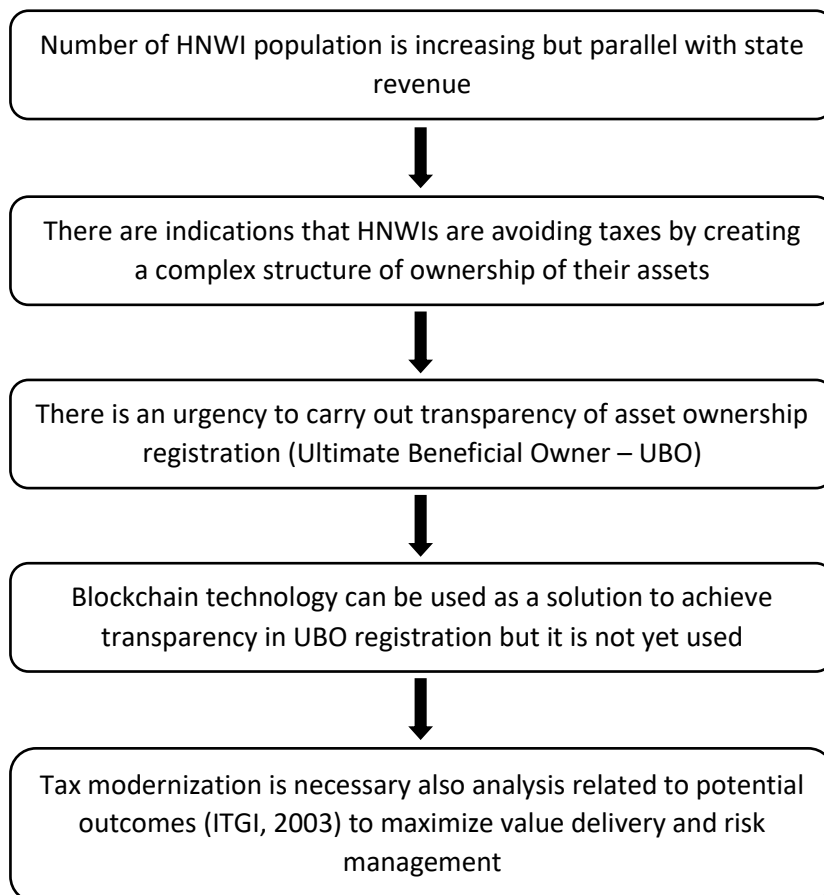 Number of HNWI population is increasing but parallel with state
revenue
There are indications that HNWIs are avoiding taxes by creating
a complex structure of ownership of their assets
There is an urgency to carry out transparency of asset ownership
registration (Ultimate Beneficial Owner – UBO)
Blockchain technology can be used as a solution to achieve
transparency in UBO registration but it is not yet used
Tax modernization is necessary also analysis related to potential
outcomes (ITGI, 2003) to maximize value delivery and risk
management